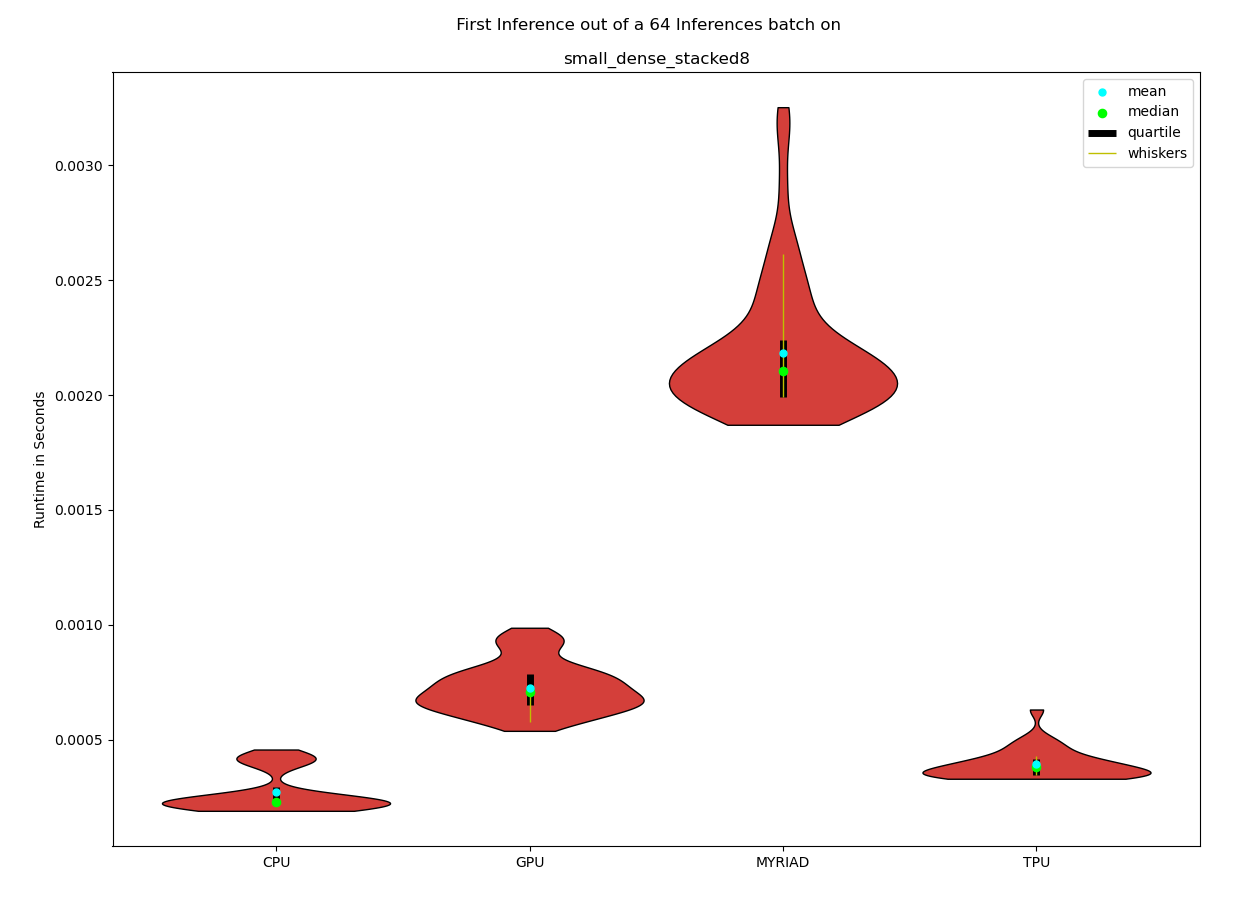 First Inference out of a 64 Inferences batch on
small_dense_stacked8
mean
median
quartile
whiskers
Runtime in Seconds
0.0030
0.0025
0.0020
0.0015
0.0010
0.0005
CPU
GPU
MYRIAD
TPU